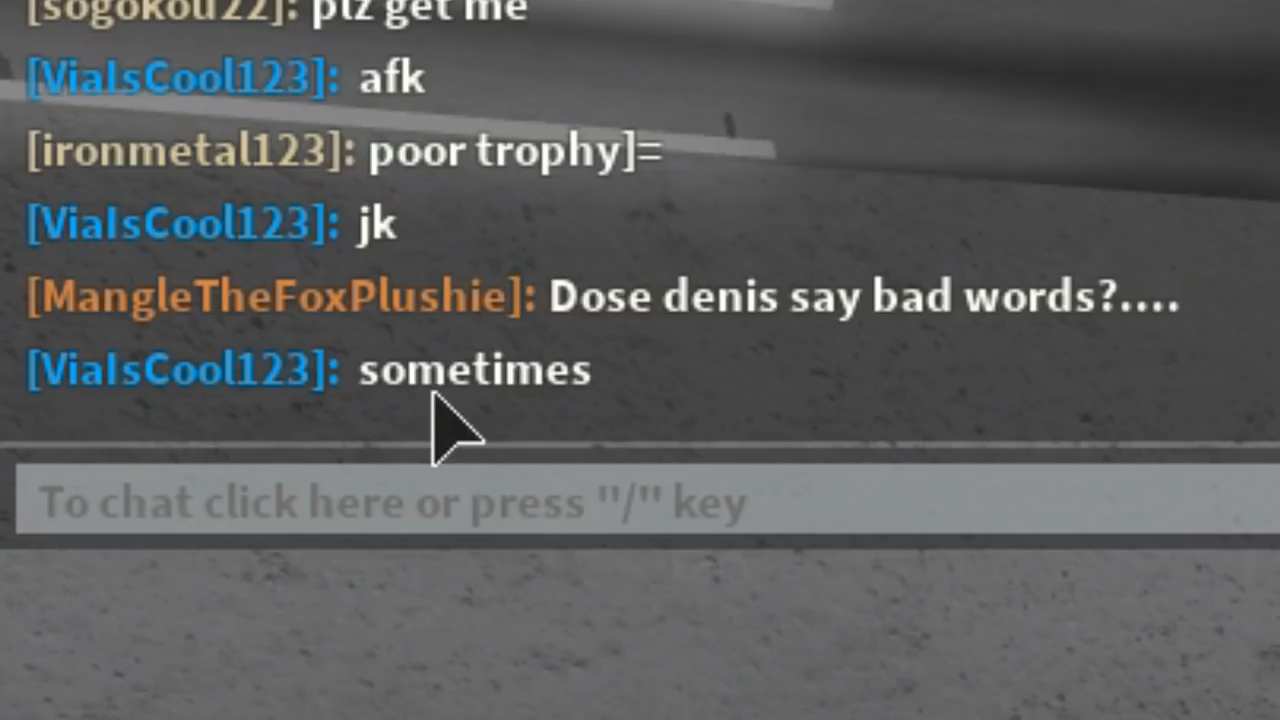 [sogokou22]: plz get me
[ViaIsCool123]: afk
[ironmetal123]: poor trophy]=
[ViaIsCool123]: jk
[MangleTheFoxPlushie]: Dose denis say bad words?....
[ViaIsCool123]: sometimes
To chat click here or press "/" key